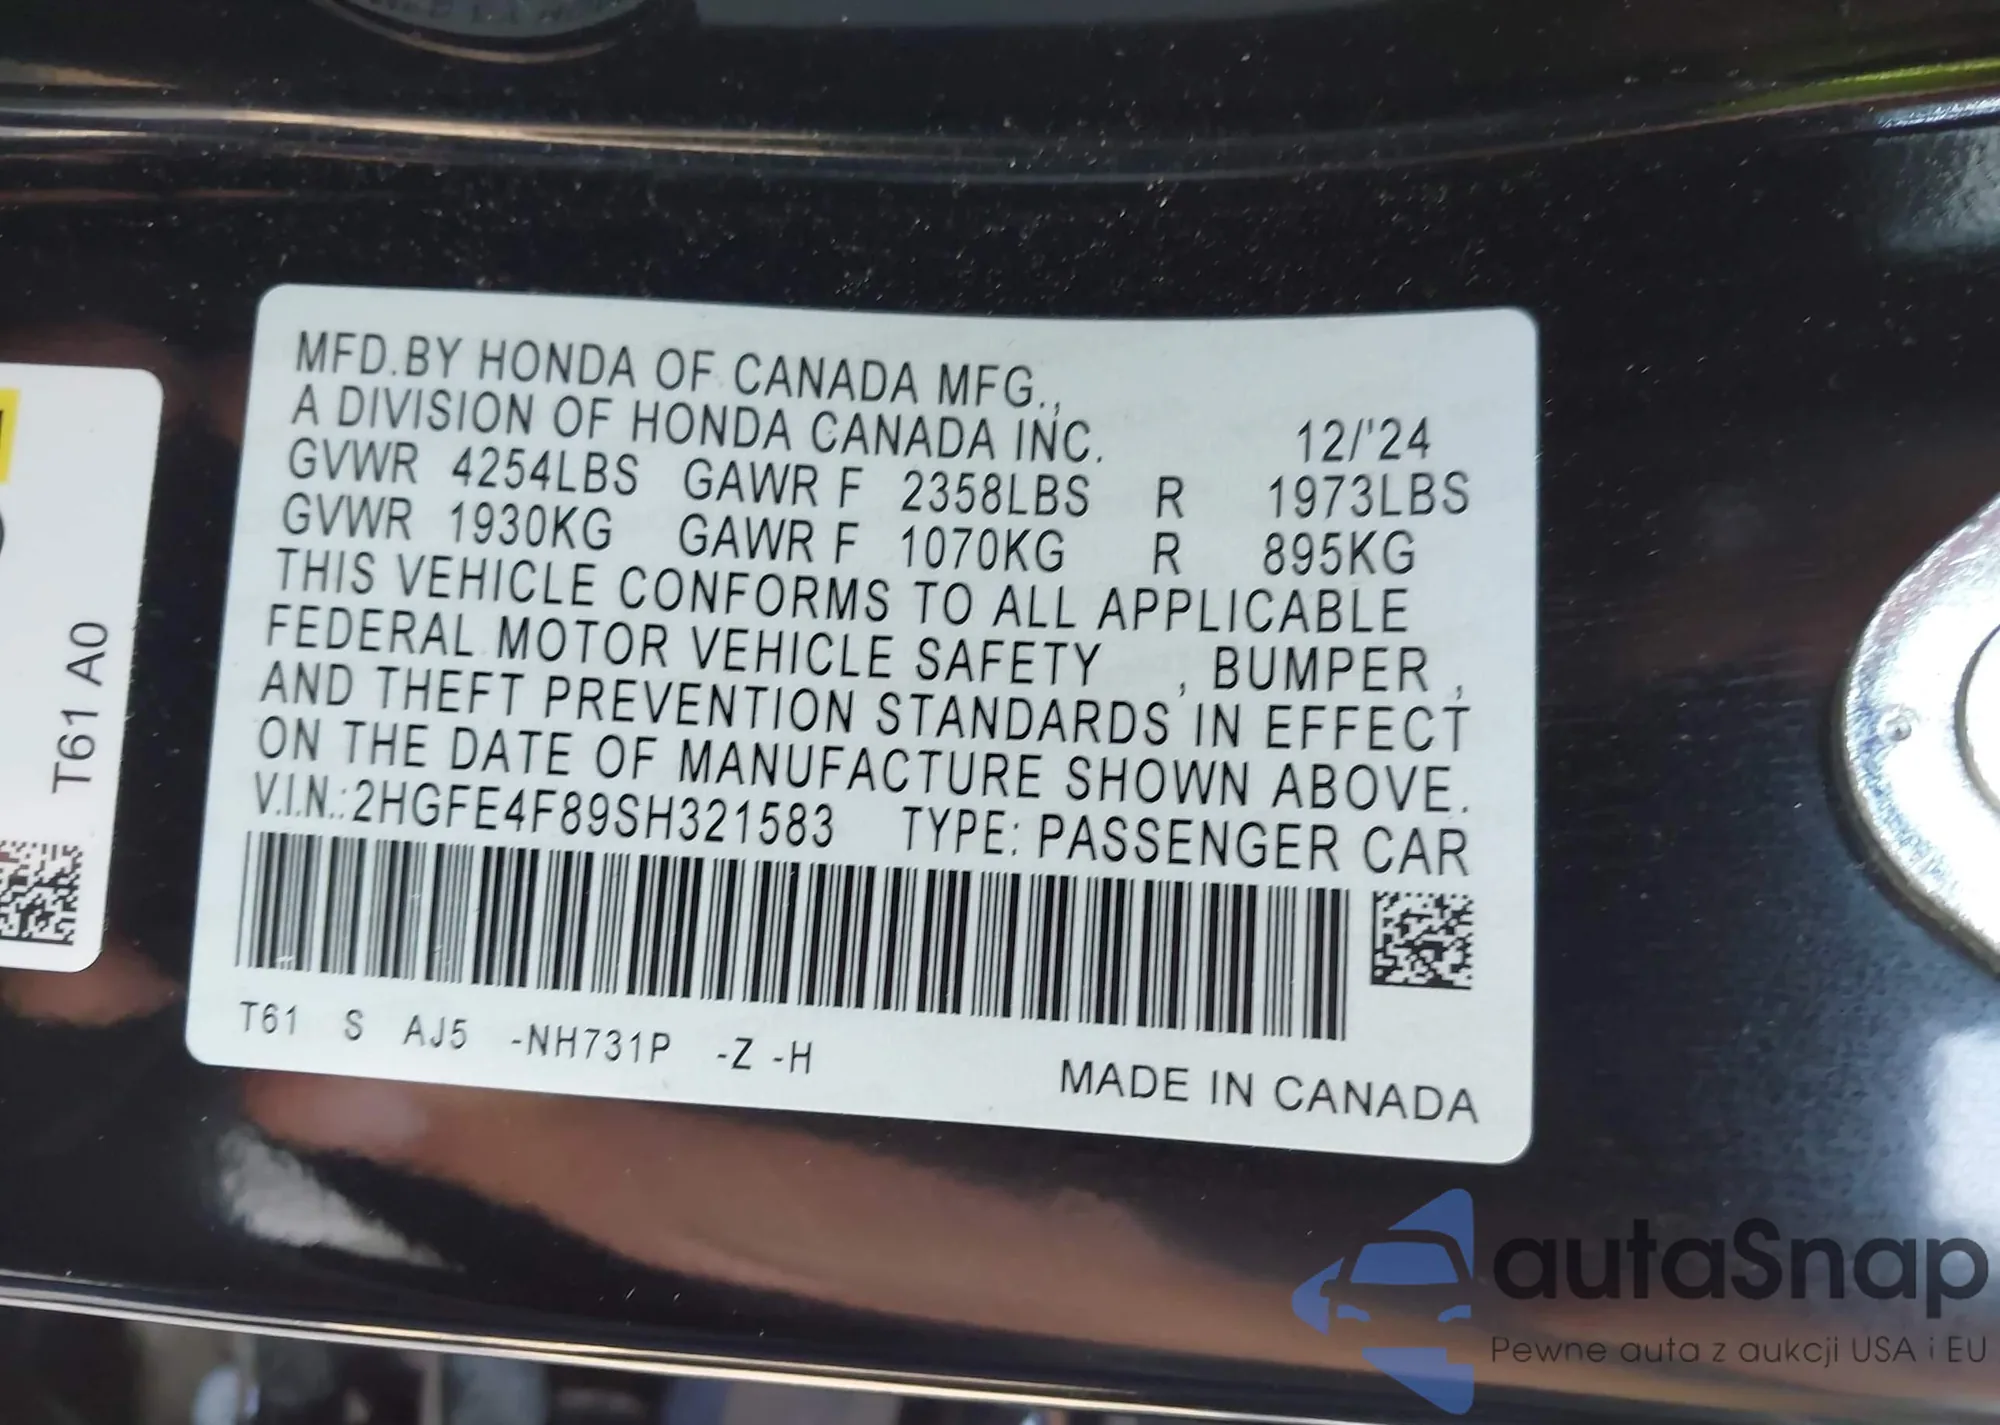 MFD.BY HONDA OF CANADA MFG.,
A DIVISION OF HONDA CANADA INC. 12/'24
GVWR 4254LBS GAWR F 2358LBS R 1973LBS
GVWR 1930KG GAWR F 1070KG R 895KG
THIS VEHICLE CONFORMS TO ALL APPLICABLE
FEDERAL MOTOR VEHICLE SAFETY , BUMPER ,
AND THEFT PREVENTION STANDARDS IN EFFECT
ON THE DATE OF MANUFACTURE SHOWN ABOVE.
V.I.N.:2HGFE4F89SH321583 TYPE: PASSENGER CAR
T61 S AJ5 -NH731P -Z -H
MADE IN CANADA
T61 A0
autaSnap
Pewne auta z aukcji USA i EU